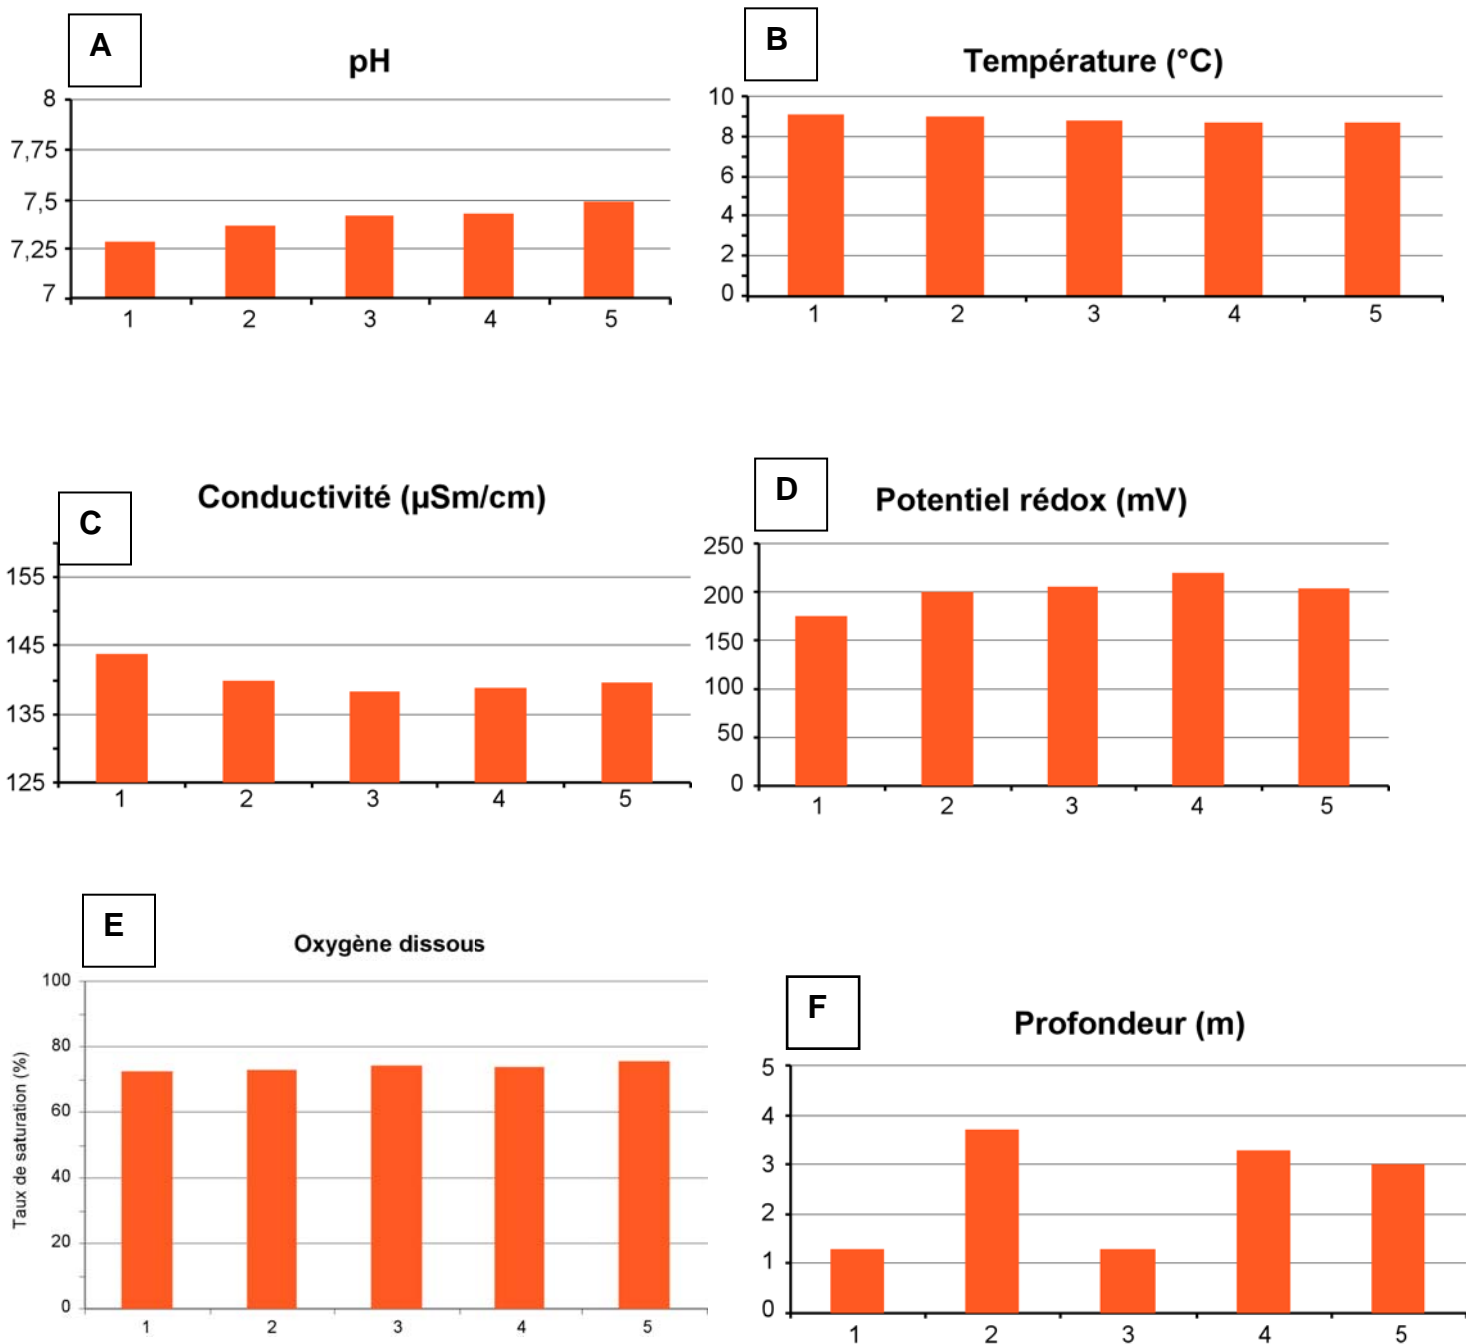 A
pH
8
7,75
7,5
7,25
7
1 2 3 4 5
B
Température (°C)
10
8
6
4
2
0
1 2 3 4 5
C
Conductivité (µSm/cm)
155
145
135
125
1 2 3 4 5
D
Potentiel rédox (mV)
250
200
150
100
50
0
1 2 3 4 5
E
Oxygène dissous
Taux de saturation (%)
100
80
60
40
20
0
1 2 3 4 5
F
Profondeur (m)
5
4
3
2
1
0
1 2 3 4 5